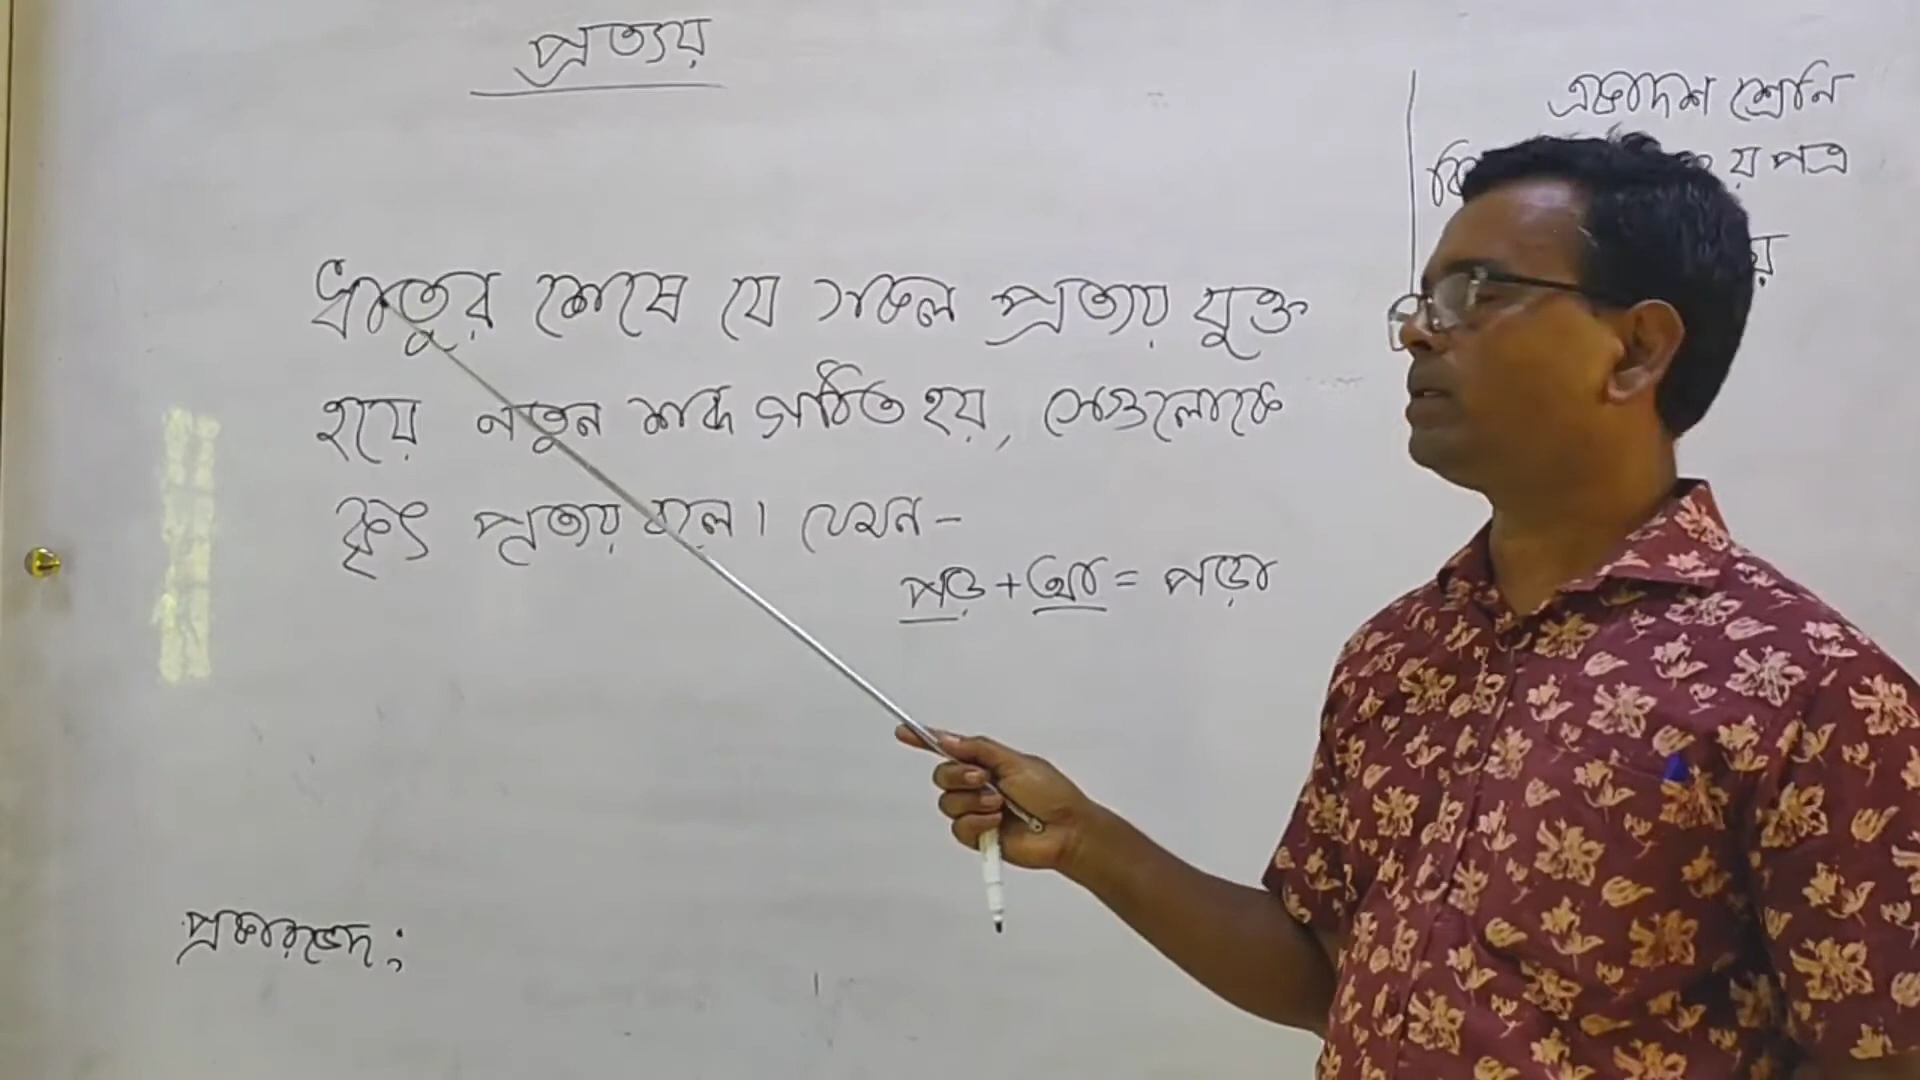 প্রত্যয়
একাদশ শ্রেনি
য় পত্র
ধাতুর শেষে যে সকল প্রত্যয় যুক্ত
হয়ে নতুন শব্দ গঠিত হয়, সেগুলোকে
কৃৎ প্রত্যয় বলে। যেমন -
পড় + আ = পড়া
প্রকারভেদ :